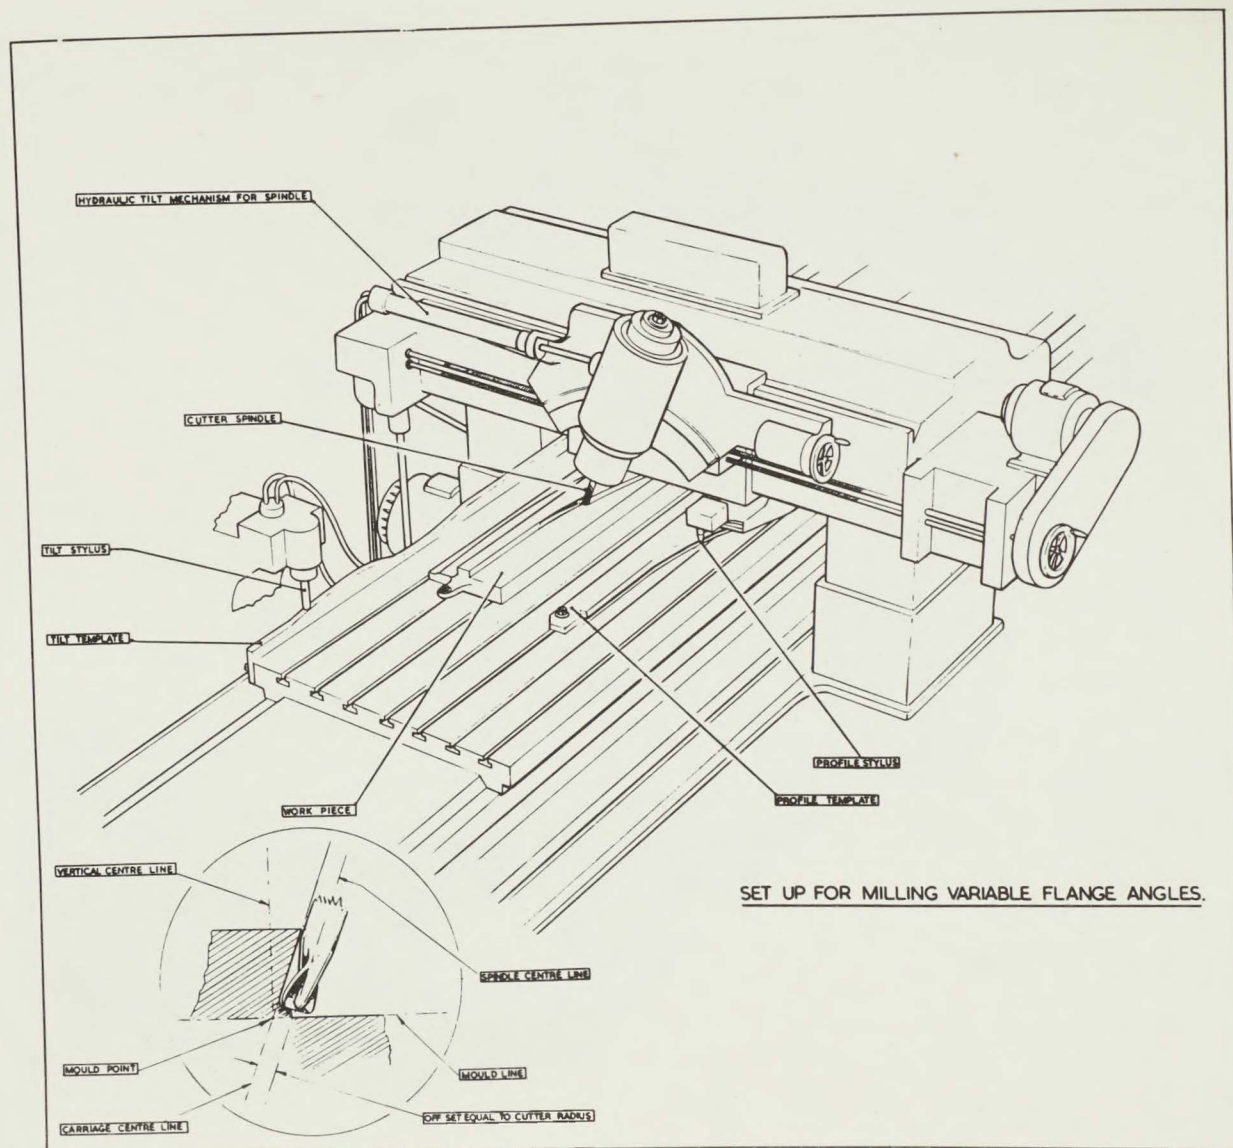 HYDRAULIC TILT MECHANISM FOR SPINDLE
CUTTER SPINDLE
TILT STYLUS
TILT TEMPLATE
PROFILE STYLUS
PROFILE TEMPLATE
WORK PIECE
VERTICAL CENTRE LINE
SET UP FOR MILLING VARIABLE FLANGE ANGLES.
SPINDLE CENTRE LINE
MOULD POINT
MOULD LINE
OFF SET EQUAL TO CUTTER RADIUS
CARRIAGE CENTRE LINE